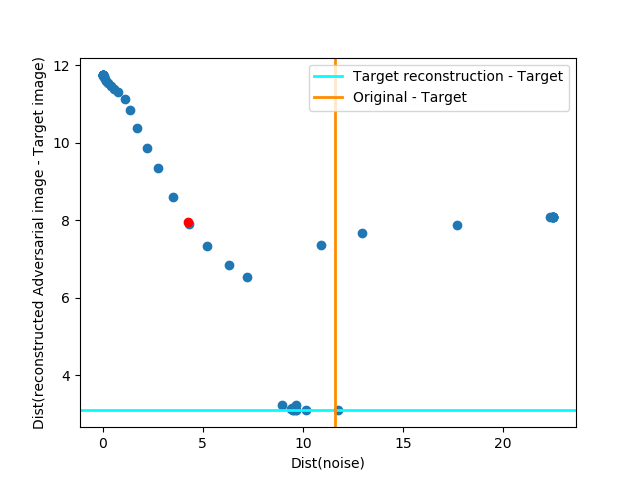 Target reconstruction - Target
Original - Target
Dist(reconstructed Adversarial image - Target image)
12
10
8
6
4
0
5
10
15
20
Dist(noise)